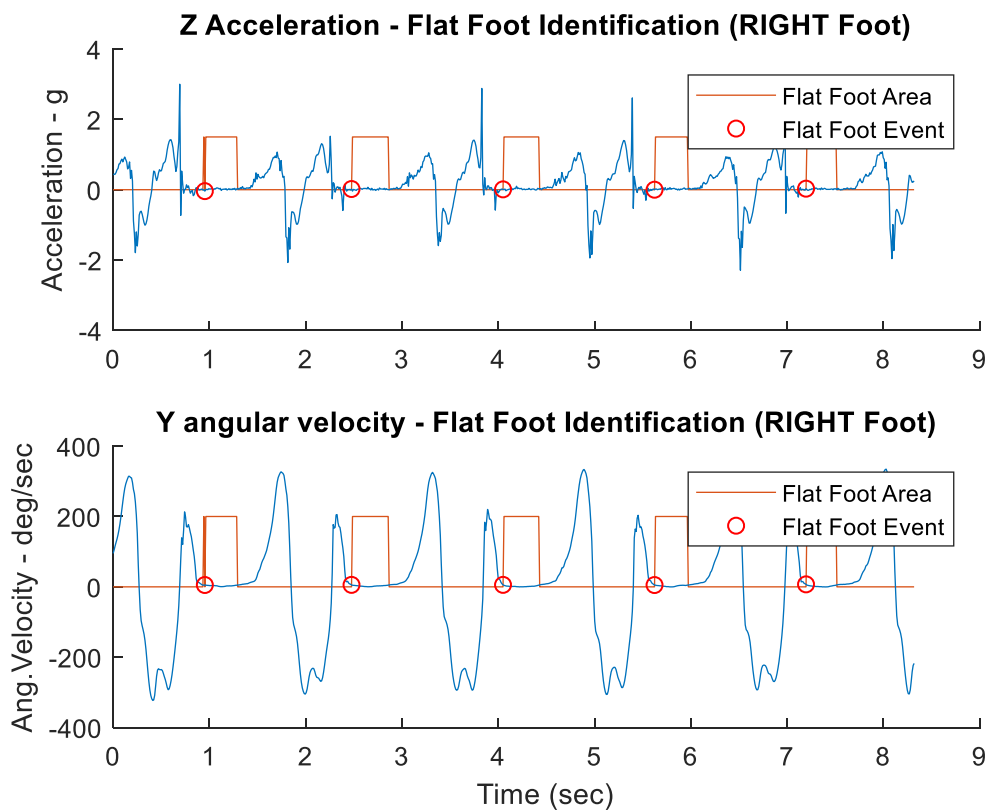 Z Acceleration - Flat Foot Identification (RIGHT Foot)
Acceleration - g
4
2
0
-2
-4
Flat Foot Area
Flat Foot Event
0 1 2 3 4 5 6 7 8 9
Y angular velocity - Flat Foot Identification (RIGHT Foot)
Ang.Velocity - deg/sec
400
200
0
-200
-400
Flat Foot Area
Flat Foot Event
0 1 2 3 4 5 6 7 8 9
Time (sec)